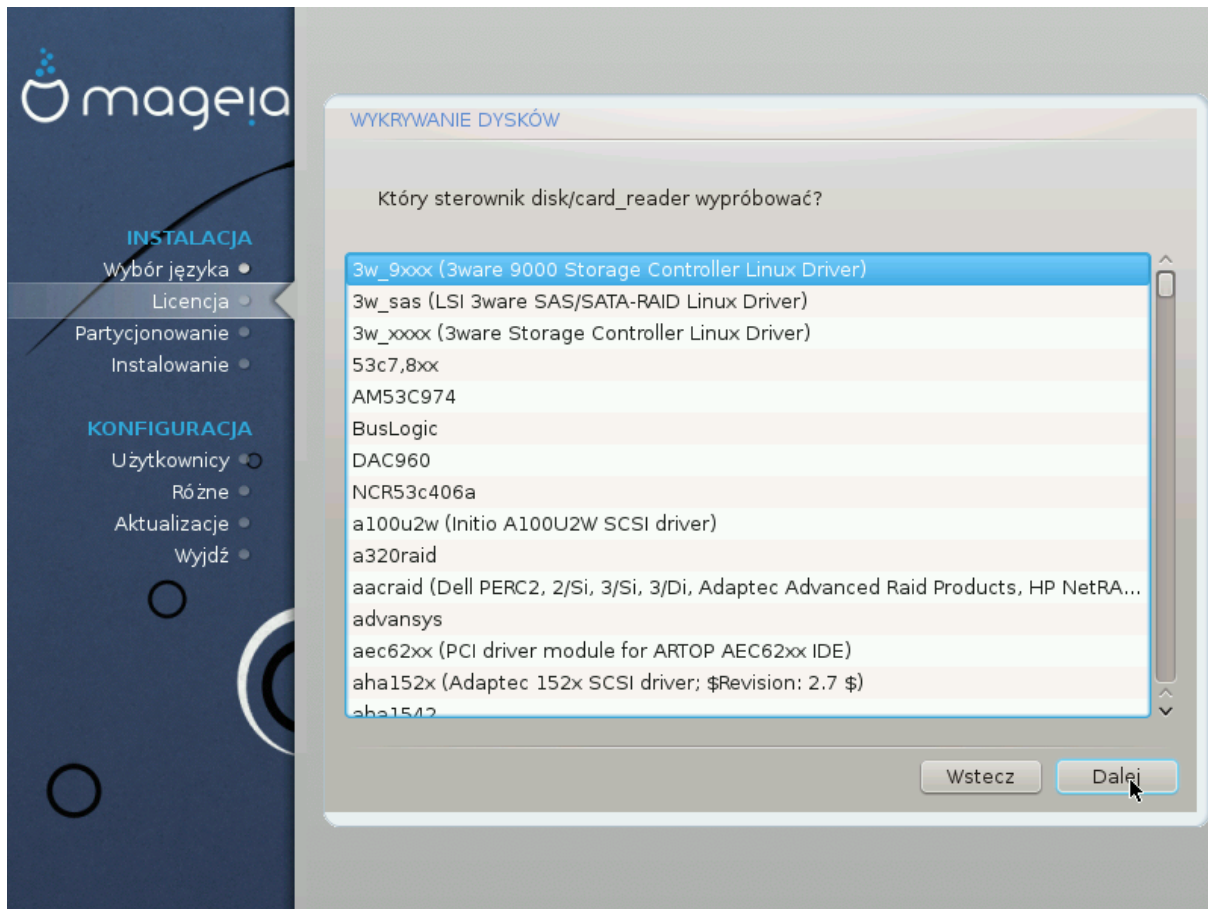 mageia
INSTALACJA
Wybór języka
Licencja
Partycjonowanie
Instalowanie
KONFIGURACJA
Użytkownicy
Różne
Aktualizacje
Wyjdź
WYKRYWANIE DYSKÓW
Który sterownik disk/card_reader wypróbować?
3w_9xxx (3ware 9000 Storage Controller Linux Driver)
3w_sas (LSI 3ware SAS/SATA-RAID Linux Driver)
3w_xxxx (3ware Storage Controller Linux Driver)
53c7,8xx
AM53C974
BusLogic
DAC960
NCR53c406a
a100u2w (Initio A100U2W SCSI driver)
a320raid
aacraid (Dell PERC2, 2/Si, 3/Si, 3/Di, Adaptec Advanced Raid Products, HP NetRA...
advansys
aec62xx (PCI driver module for ARTOP AEC62xx IDE)
aha152x (Adaptec 152x SCSI driver; $Revision: 2.7 $)
aha1542
Wstecz
Dalej